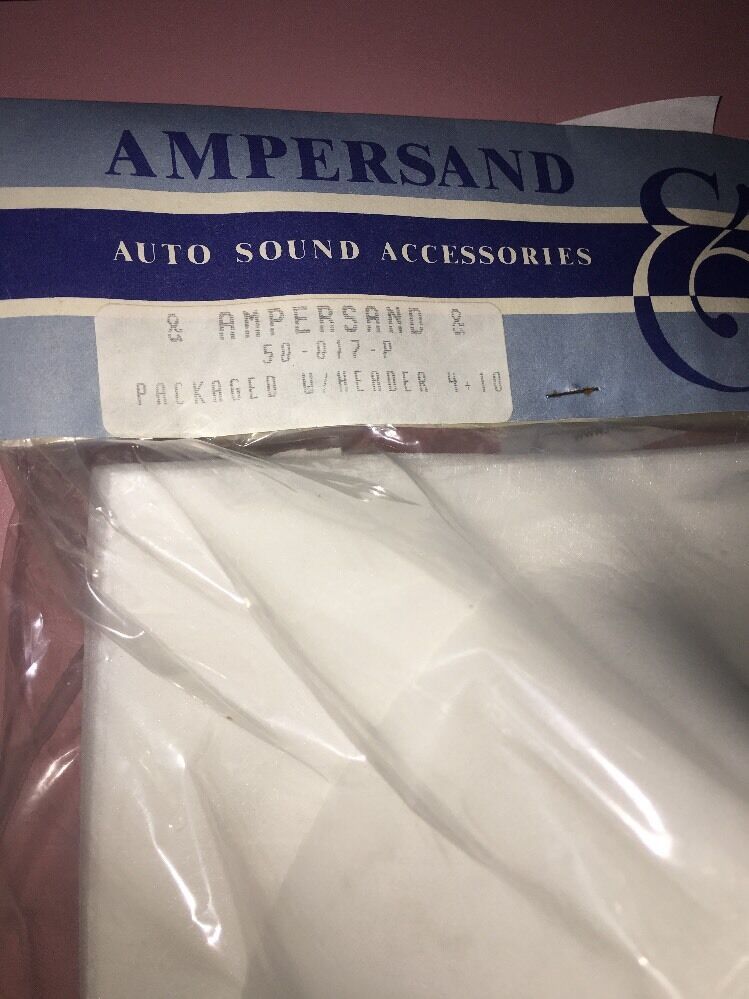 AMPERSAND
AUTO SOUND ACCESSORIES
&
& AMPERSAND &
50-017-P
PACKAGED W/HEADER 4.10